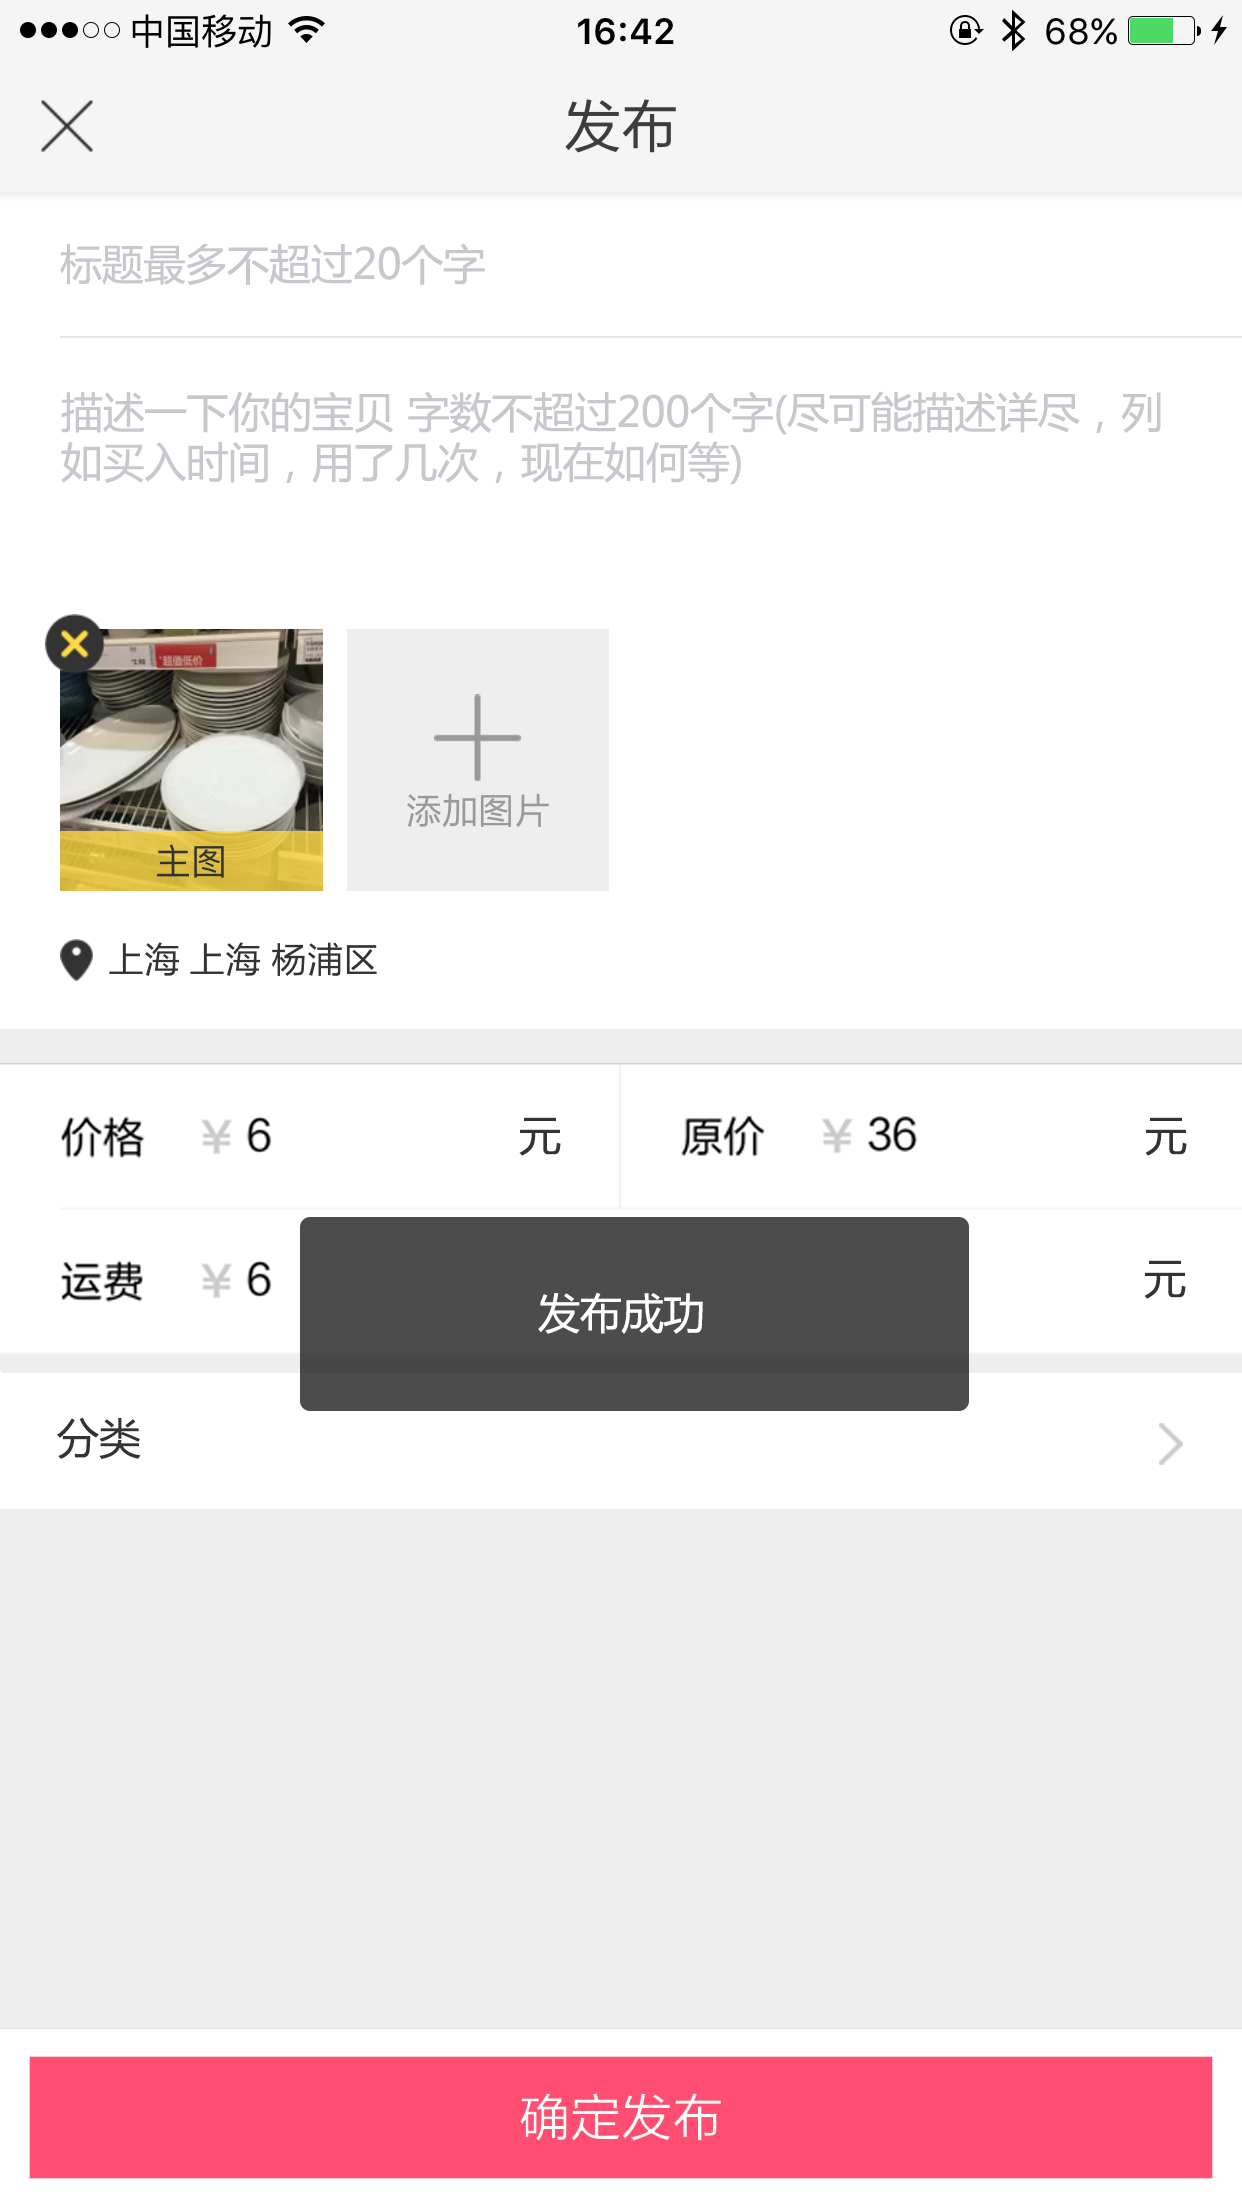 中国移动 16:42 68%
发布
标题最多不超过20个字
描述一下你的宝贝 字数不超过200个字(尽可能描述详尽，列
如买入时间，用了几次，现在如何等)
超值低价
主图
添加图片
上海 上海 杨浦区
价格 ¥ 6 元 原价 ¥ 36 元
运费 ¥ 6 元
发布成功
分类
确定发布